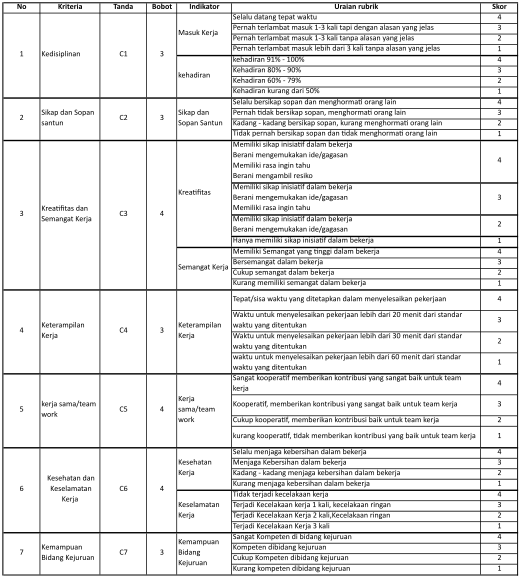 No Kriteria Tanda Bobot Indikator Uraian rubrik Skor
1 Kedisiplinan C1 3
Masuk Kerja
Selalu datang tepat waktu 4
Pernah terlambat masuk 1-3 kali tapi dengan alasan yang jelas 3
Pernah terlambat masuk 1-3 kali tanpa alasan yang jelas 2
Pernah terlambat masuk lebih dari 3 kali tanpa alasan yang jelas 1
kehadiran
kehadiran 91% - 100% 4
Kehadiran 80% - 90% 3
Kehadiran 60% - 79% 2
Kehadiran kurang dari 50% 1
2 Sikap dan Sopan
santun
C2 3 Sikap dan
Sopan Santun
Selalu bersikap sopan dan menghormati orang lain 4
Pernah tidak bersikap sopan, menghormati orang lain 3
Kadang - kadang bersikap sopan, kurang menghormati orang lain 2
Tidak pernah bersikap sopan dan tidak menghormati orang lain 1
3 Kreatifitas dan
Semangat Kerja
C3 4
Kreatifitas
Memiliki sikap inisiatif dalam bekerja
Berani mengemukakan ide/gagasan
Memiliki rasa ingin tahu
Berani mengambil resiko
4
Memiliki sikap inisiatif dalam bekerja
Berani mengemukakan ide/gagasan
Memiliki rasa ingin tahu
3
Memiliki sikap inisiatif dalam bekerja
Berani mengemukakan ide/gagasan
2
Hanya memiliki sikap inisiatif dalam bekerja 1
Semangat Kerja
Memiliki Semangat yang tinggi dalam bekerja 4
Bersemangat dalam bekerja 3
Cukup semangat dalam bekerja 2
Kurang memiliki semangat dalam bekerja 1
4 Keterampilan
Kerja
C4 3 Keterampilan
Kerja
Tepat/sisa waktu yang ditetapkan dalam menyelesaikan pekerjaan 4
Waktu untuk menyelesaikan pekerjaan lebih dari 20 menit dari standar
waktu yang ditentukan
3
Waktu untuk menyelesaikan pekerjaan lebih dari 30 menit dari standar
waktu yang ditentukan
2
waktu untuk menyelesaikan pekerjaan lebih dari 60 menit dari standar
waktu yang ditentukan
1
5 kerja sama/team
work
C5 4 Kerja
sama/team
work
Sangat kooperatif memberikan kontribusi yang sangat baik untuk team
kerja
4
Kooperatif, memberikan kontribusi yang sangat baik untuk team kerja 3
Cukup kooperatif, memberikan kontribusi baik untuk team kerja 2
kurang kooperatif, tidak memberikan kontribusi yang baik untuk team kerja 1
6 Kesehatan dan
Keselamatan
Kerja
C6 4
Kesehatan
Kerja
Selalu menjaga kebersihan dalam bekerja 4
Menjaga Kebersihan dalam bekerja 3
Kadang - kadang menjaga kebersihan dalam bekerja 2
Kurang menjaga kebersihan dalam bekerja 1
Keselamatan
Kerja
Tidak terjadi kecelakaan kerja 4
Terjadi Kecelakaan kerja 1 kali, kecelakaan ringan 3
Terjadi Kecelakaan Kerja 2 kali,Kecelakaan ringan 2
Terjadi Kecelakaan Kerja 3 kali 1
7 Kemampuan
Bidang Kejuruan
C7 3 Kemampuan
Bidang
Kejuruan
Sangat Kompeten di bidang kejuruan 4
Kompeten dibidang kejuruan 3
Cukup Kompeten dibidang kejuruan 2
Kurang kompeten dibidang kejuruan 1